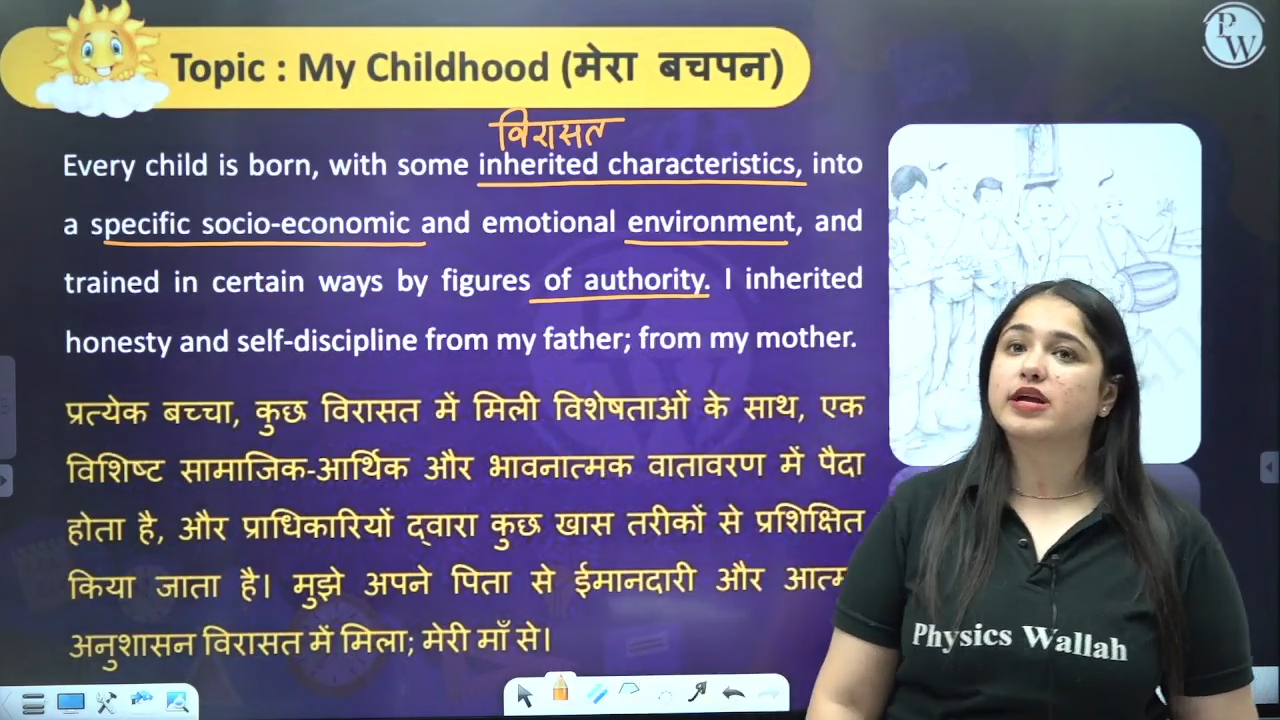 Topic : My Childhood (मेरा बचपन)
PW
विरासत
Every child is born, with some inherited characteristics, into
a specific socio-economic and emotional environment, and
trained in certain ways by figures of authority. I inherited
honesty and self-discipline from my father; from my mother.
प्रत्येक बच्चा, कुछ विरासत में मिली विशेषताओं के साथ, एक
विशिष्ट सामाजिक-आर्थिक और भावनात्मक वातावरण में पैदा
होता है, और प्राधिकारियों द्वारा कुछ खास तरीकों से प्रशिक्षित
किया जाता है। मुझे अपने पिता से ईमानदारी और आत्म
अनुशासन विरासत में मिला; मेरी माँ से।
Physics Wallah